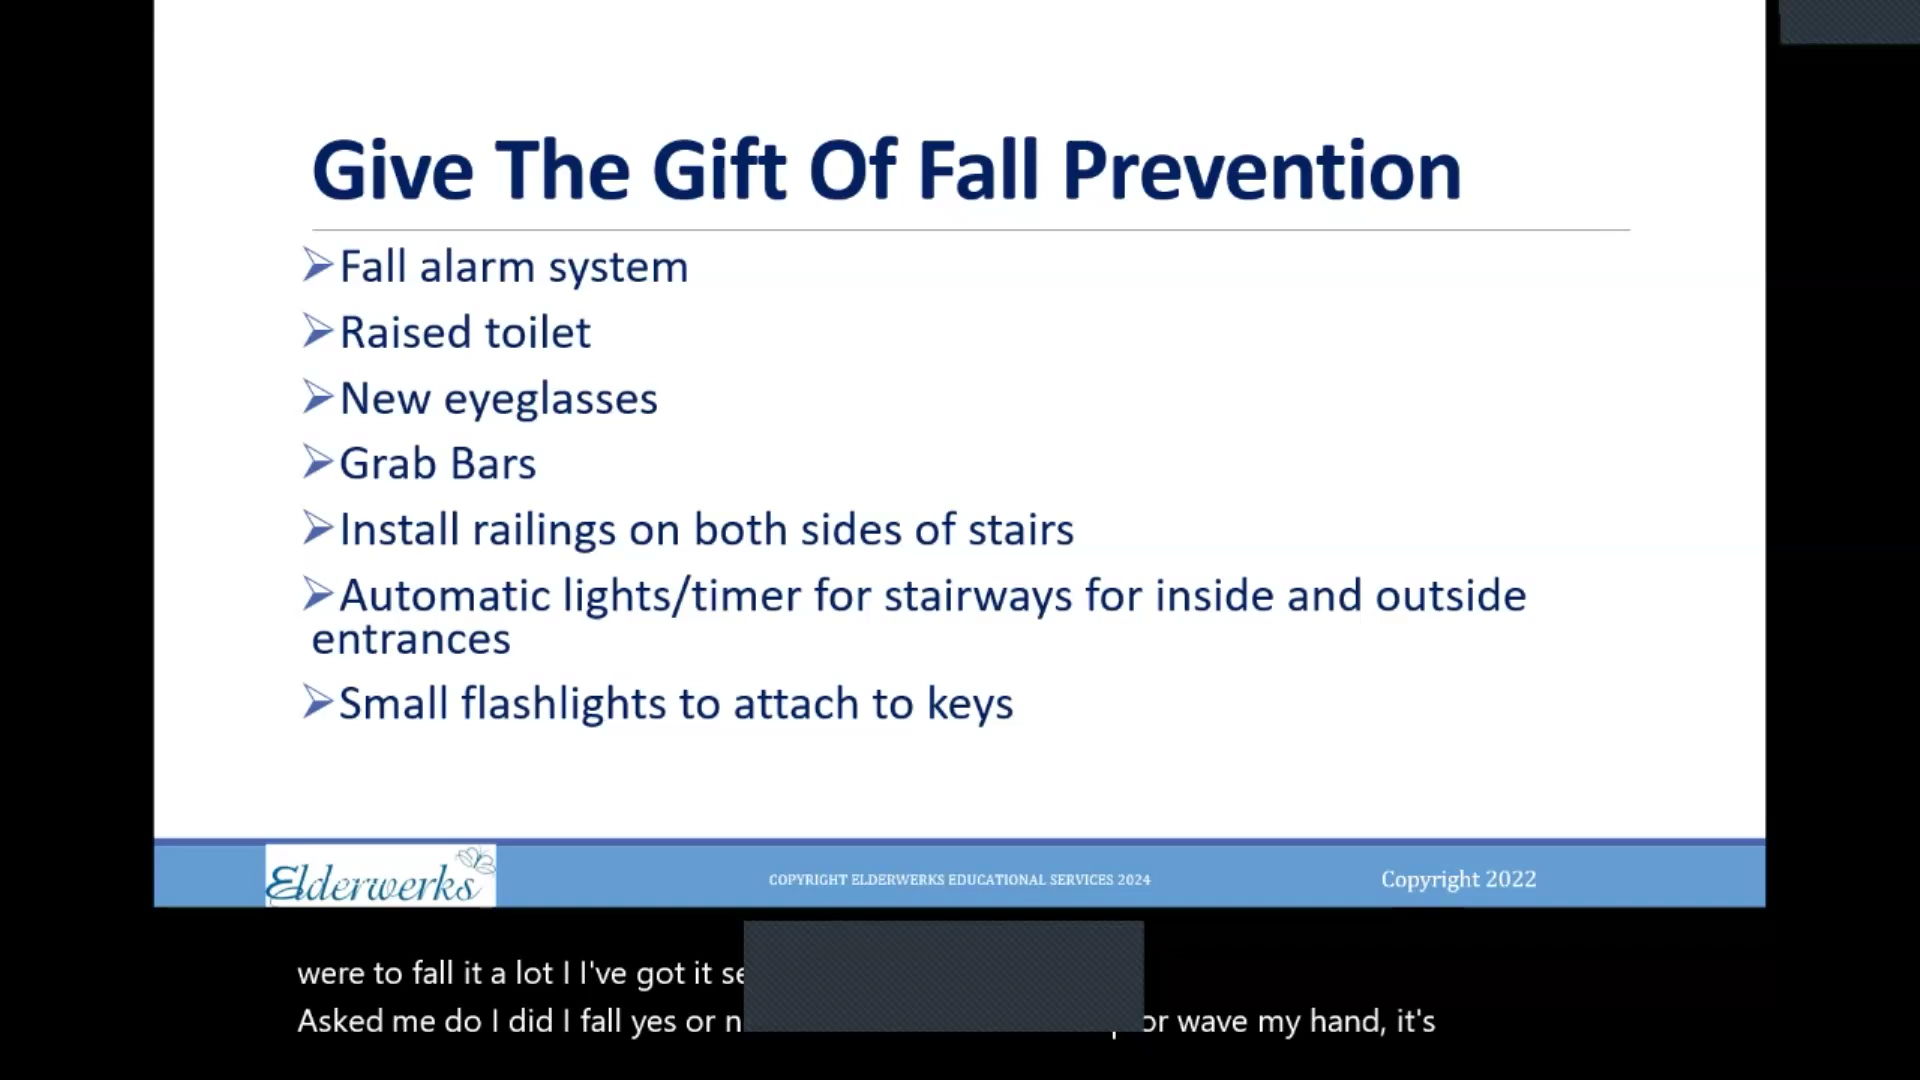 Give The Gift Of Fall Prevention
➢Fall alarm system
➢Raised toilet
➢New eyeglasses
➢Grab Bars
➢Install railings on both sides of stairs
➢Automatic lights/timer for stairways for inside and outside
entrances
➢Small flashlights to attach to keys
Elderwerks
COPYRIGHT ELDERWERKS EDUCATIONAL SERVICES 2024
Copyright 2022
were to fall it a lot I I've got it
Asked me do I did I fall yes or or wave my hand, it's